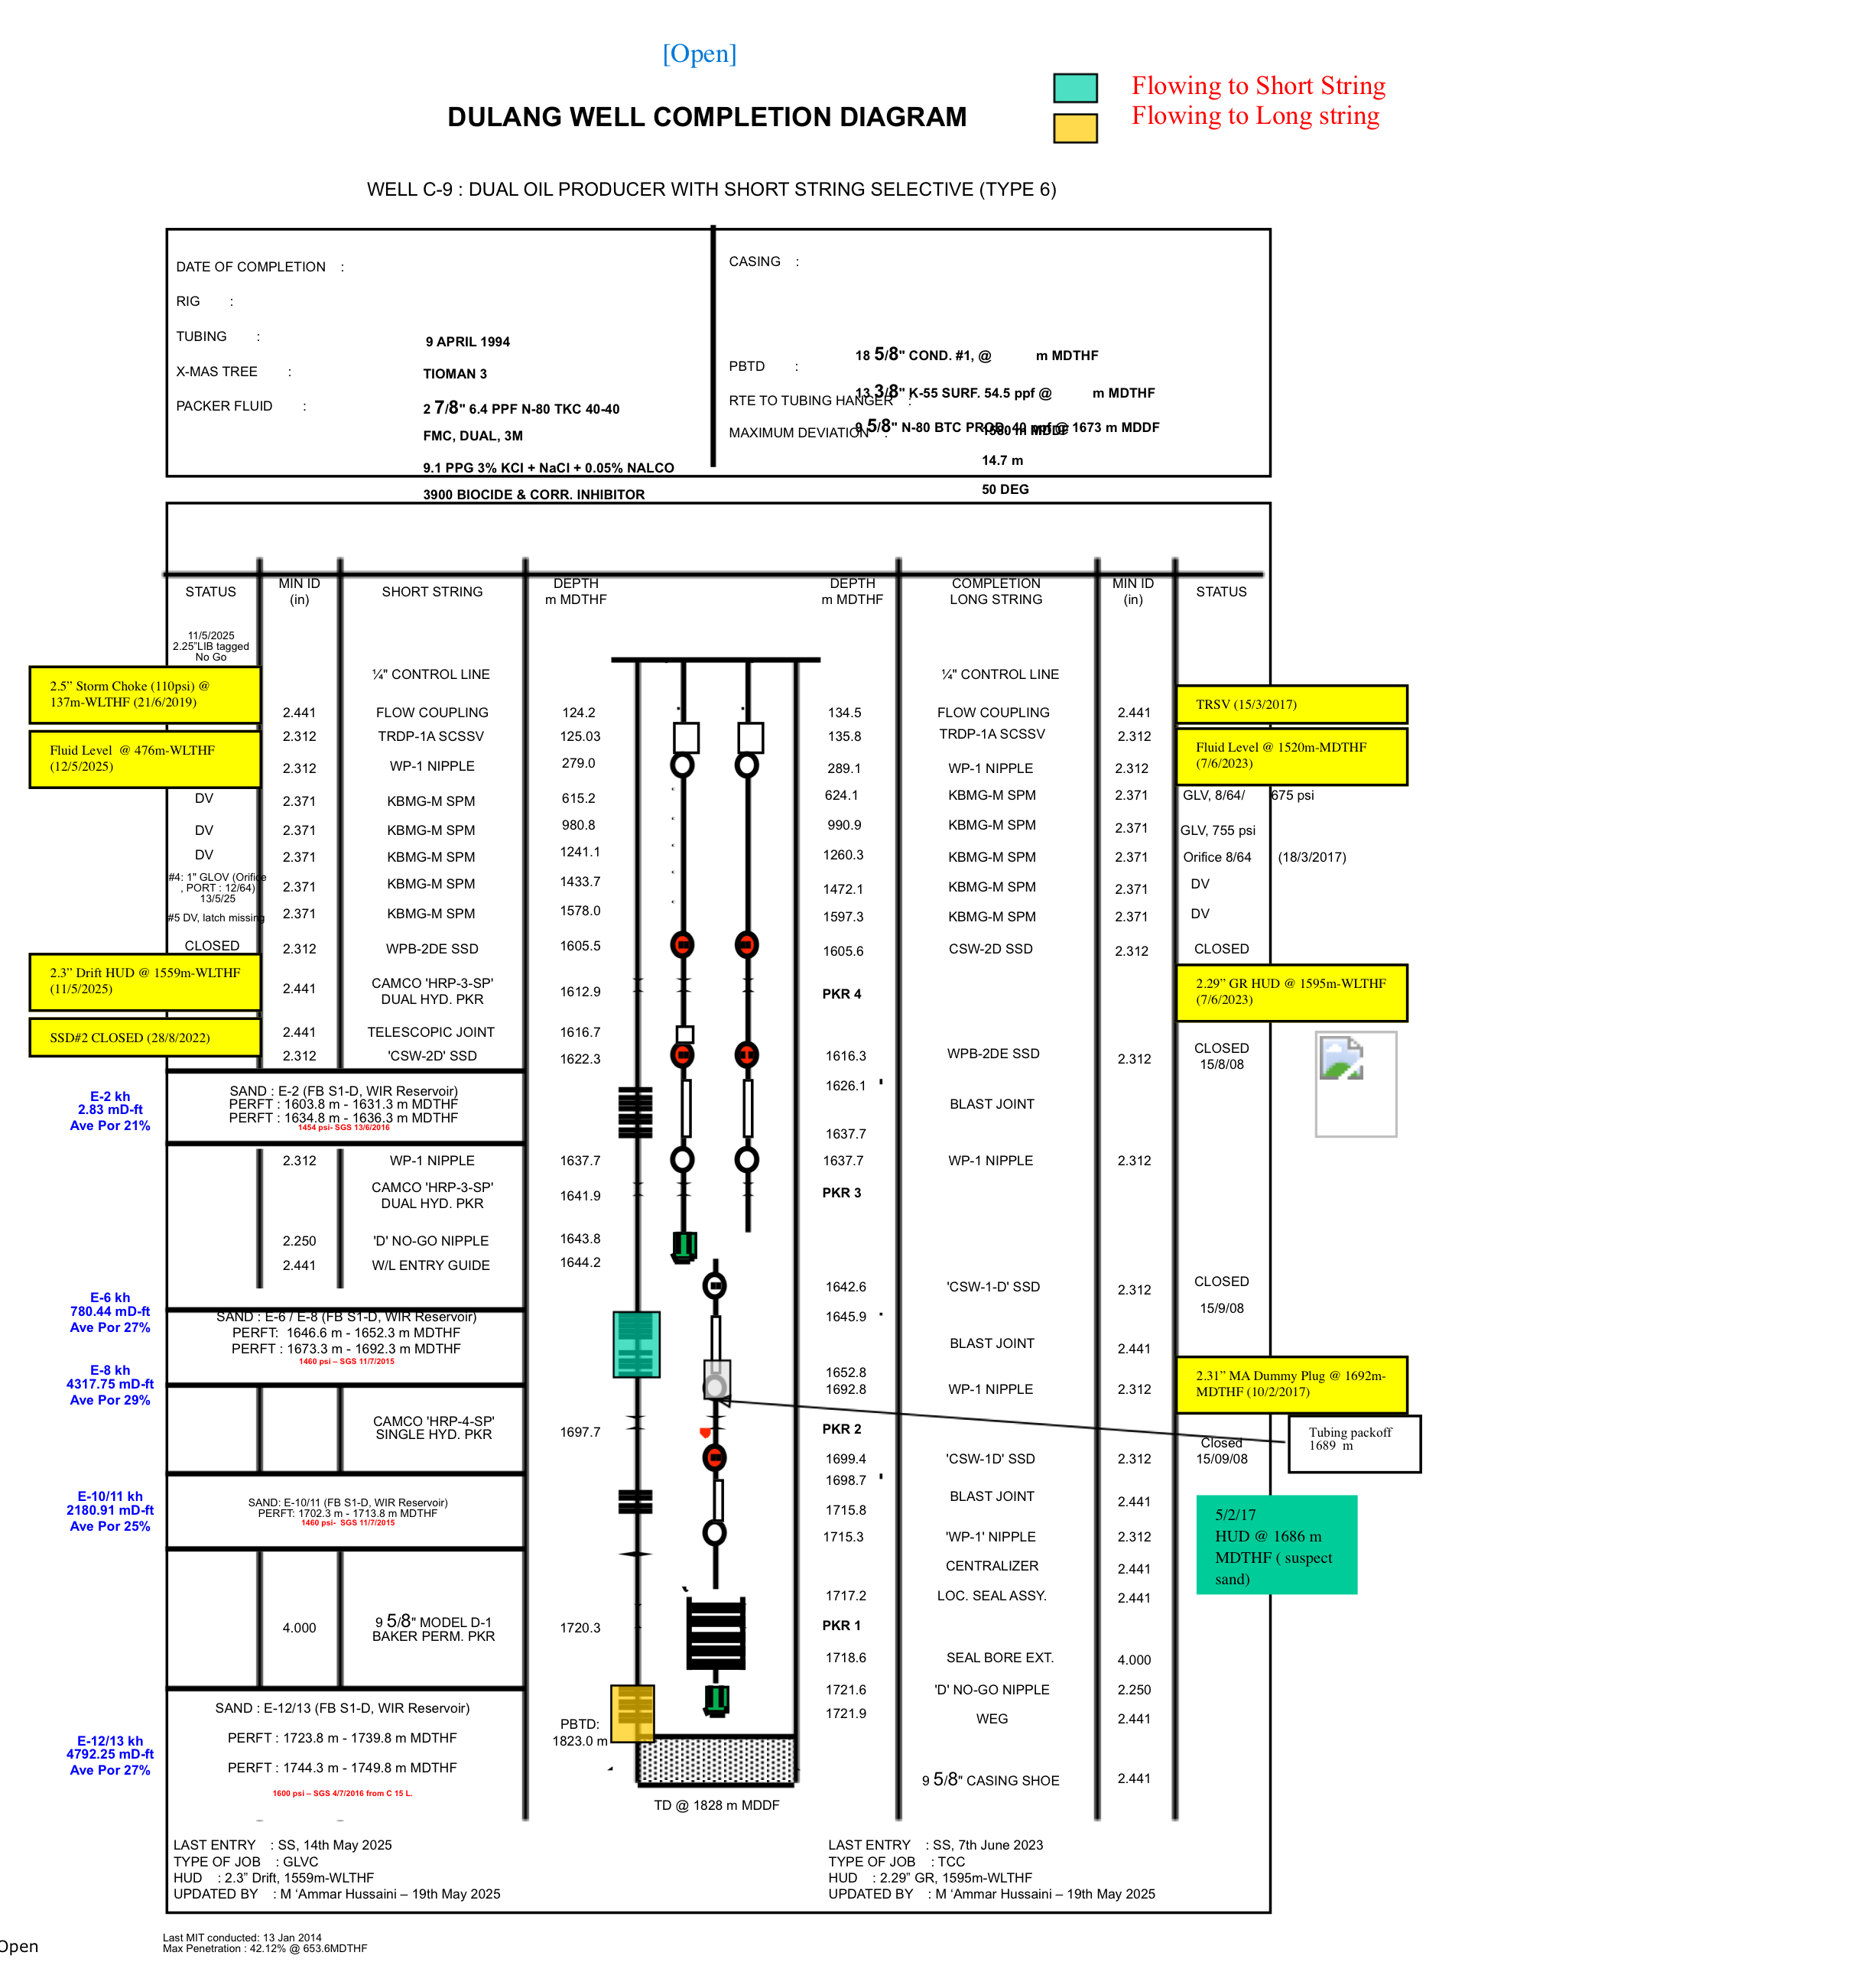 [Open]
Flowing to Short String
Flowing to Long string
DULANG WELL COMPLETION DIAGRAM
WELL C-9 : DUAL OIL PRODUCER WITH SHORT STRING SELECTIVE (TYPE 6)
DATE OF COMPLETION :
RIG :
TUBING :
X-MAS TREE :
PACKER FLUID :
9 APRIL 1994
TIOMAN 3
2 7/8" 6.4 PPF N-80 TKC 40-40
FMC, DUAL, 3M
9.1 PPG 3% KCl + NaCl + 0.05% NALCO
3900 BIOCIDE & CORR. INHIBITOR
CASING :
PBTD :
RTE TO TUBING HANGER :
MAXIMUM DEVIATION :
18 5/8" COND. #1, @ m MDTHF
13 3/8" K-55 SURF. 54.5 ppf @ m MDTHF
9 5/8" N-80 BTC PROD. 40 ppf @ 1673 m MDDF
1580 m MDDF
14.7 m
50 DEG
STATUS
MIN ID
(in)
SHORT STRING
DEPTH
m MDTHF
DEPTH
m MDTHF
COMPLETION
LONG STRING
MIN ID
(in)
STATUS
11/5/2025
2.25"LIB tagged
No Go
¼" CONTROL LINE
¼" CONTROL LINE
2.5” Storm Choke (110psi) @
137m-WLTHF (21/6/2019)
TRSV (15/3/2017)
2.441 FLOW COUPLING 124.2 134.5 FLOW COUPLING 2.441
2.312 TRDP-1A SCSSV 125.03 135.8 TRDP-1A SCSSV 2.312
Fluid Level @ 476m-WLTHF
(12/5/2025)
Fluid Level @ 1520m-MDTHF
(7/6/2023)
2.312 WP-1 NIPPLE 279.0 289.1 WP-1 NIPPLE 2.312
DV 2.371 KBMG-M SPM 615.2 624.1 KBMG-M SPM 2.371 GLV, 8/64/ 675 psi
DV 2.371 KBMG-M SPM 980.8 990.9 KBMG-M SPM 2.371 GLV, 755 psi
DV 2.371 KBMG-M SPM 1241.1 1260.3 KBMG-M SPM 2.371 Orifice 8/64 (18/3/2017)
#4: 1" GLOV (Orifice
, PORT : 12/64)
13/5/25
2.371 KBMG-M SPM 1433.7 1472.1 KBMG-M SPM 2.371 DV
#5 DV, latch missing 2.371 KBMG-M SPM 1578.0 1597.3 KBMG-M SPM 2.371 DV
CLOSED 2.312 WPB-2DE SSD 1605.5 1605.6 CSW-2D SSD 2.312 CLOSED
2.3” Drift HUD @ 1559m-WLTHF
(11/5/2025)
2.29” GR HUD @ 1595m-WLTHF
(7/6/2023)
2.441 CAMCO 'HRP-3-SP'
DUAL HYD. PKR 1612.9 PKR 4
SSD#2 CLOSED (28/8/2022)
2.441 TELESCOPIC JOINT 1616.7
2.312 'CSW-2D' SSD 1622.3 1616.3 WPB-2DE SSD 2.312 CLOSED
15/8/08
E-2 kh
2.83 mD-ft
Ave Por 21%
SAND : E-2 (FB S1-D, WIR Reservoir)
PERFT : 1603.8 m - 1631.3 m MDTHF
PERFT : 1634.8 m - 1636.3 m MDTHF
1454 psi- SGS 13/6/2016
1626.1
BLAST JOINT
1637.7
2.312 WP-1 NIPPLE 1637.7 1637.7 WP-1 NIPPLE 2.312
CAMCO 'HRP-3-SP'
DUAL HYD. PKR 1641.9 PKR 3
2.250 'D' NO-GO NIPPLE 1643.8
2.441 W/L ENTRY GUIDE 1644.2
1642.6 'CSW-1-D' SSD 2.312 CLOSED
15/9/08
E-6 kh
780.44 mD-ft
Ave Por 27%
SAND : E-6 / E-8 (FB S1-D, WIR Reservoir)
PERFT: 1646.6 m - 1652.3 m MDTHF
PERFT : 1673.3 m - 1692.3 m MDTHF
1460 psi – SGS 11/7/2015
1645.9
BLAST JOINT 2.441
1652.8
E-8 kh
4317.75 mD-ft
Ave Por 29%
1692.8 WP-1 NIPPLE 2.312
2.31” MA Dummy Plug @ 1692m-
MDTHF (10/2/2017)
CAMCO 'HRP-4-SP'
SINGLE HYD. PKR 1697.7 PKR 2
Tubing packoff
1689 m
1699.4 'CSW-1D' SSD 2.312 Closed
15/09/08
1698.7
BLAST JOINT 2.441
1715.8
E-10/11 kh
2180.91 mD-ft
Ave Por 25%
SAND: E-10/11 (FB S1-D, WIR Reservoir)
PERFT: 1702.3 m - 1713.8 m MDTHF
1460 psi- SGS 11/7/2015
5/2/17
HUD @ 1686 m
MDTHF ( suspect
sand)
1715.3 'WP-1' NIPPLE 2.312
CENTRALIZER 2.441
1717.2 LOC. SEAL ASSY. 2.441
4.000 9 5/8" MODEL D-1
BAKER PERM. PKR 1720.3 PKR 1
1718.6 SEAL BORE EXT. 4.000
1721.6 'D' NO-GO NIPPLE 2.250
1721.9 WEG 2.441
E-12/13 kh
4792.25 mD-ft
Ave Por 27%
SAND : E-12/13 (FB S1-D, WIR Reservoir)
PERFT : 1723.8 m - 1739.8 m MDTHF
PERFT : 1744.3 m - 1749.8 m MDTHF
1600 psi – SGS 4/7/2016 from C 15 L.
PBTD:
1823.0 m
9 5/8" CASING SHOE 2.441
TD @ 1828 m MDDF
LAST ENTRY : SS, 14th May 2025
TYPE OF JOB : GLVC
HUD : 2.3” Drift, 1559m-WLTHF
UPDATED BY : M ‘Ammar Hussaini – 19th May 2025
LAST ENTRY : SS, 7th June 2023
TYPE OF JOB : TCC
HUD : 2.29” GR, 1595m-WLTHF
UPDATED BY : M ‘Ammar Hussaini – 19th May 2025
Last MIT conducted: 13 Jan 2014
Max Penetration : 42.12% @ 653.6MDTHF
Open